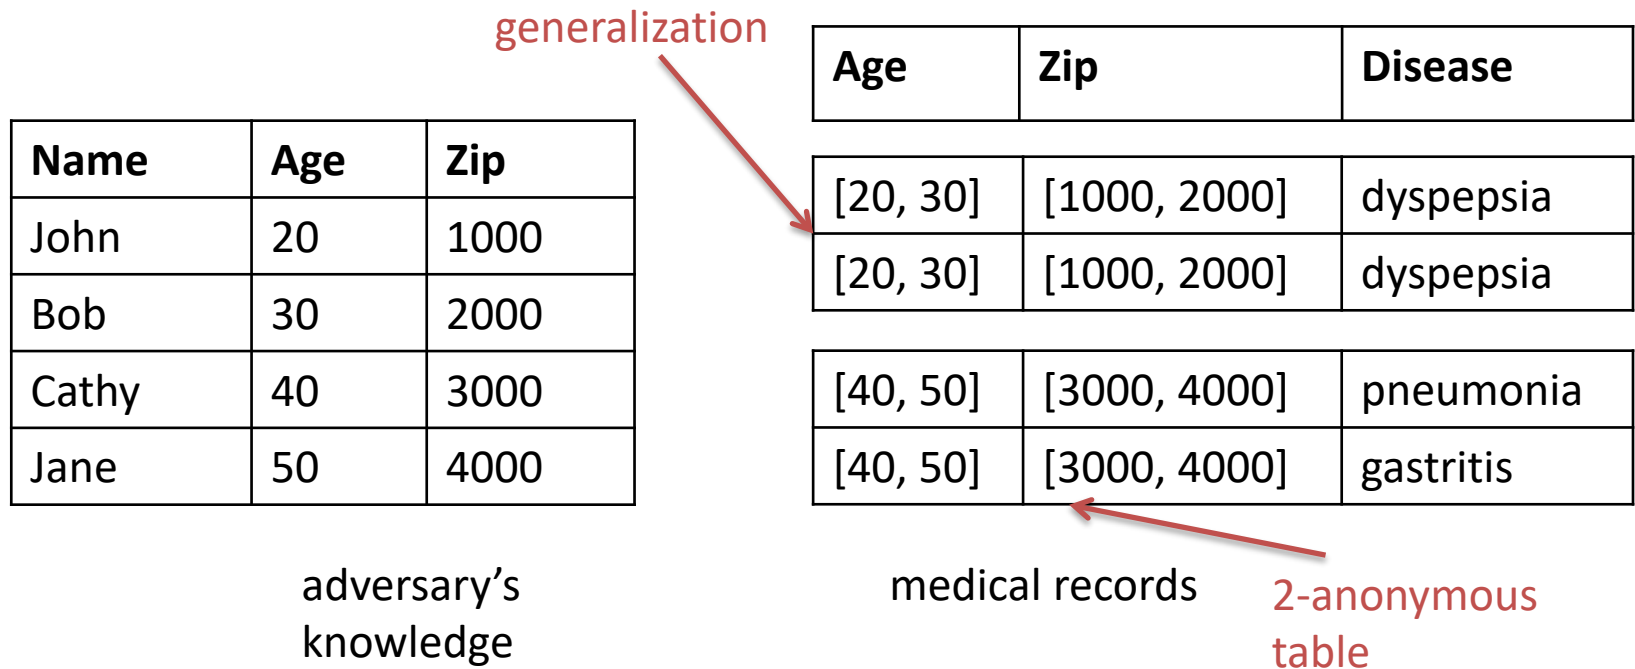 generalization
Name Age Zip
John 20 1000
Bob 30 2000
Cathy 40 3000
Jane 50 4000
adversary’s
knowledge
Age Zip Disease
[20, 30] [1000, 2000] dyspepsia
[20, 30] [1000, 2000] dyspepsia
[40, 50] [3000, 4000] pneumonia
[40, 50] [3000, 4000] gastritis
medical records
2-anonymous
table